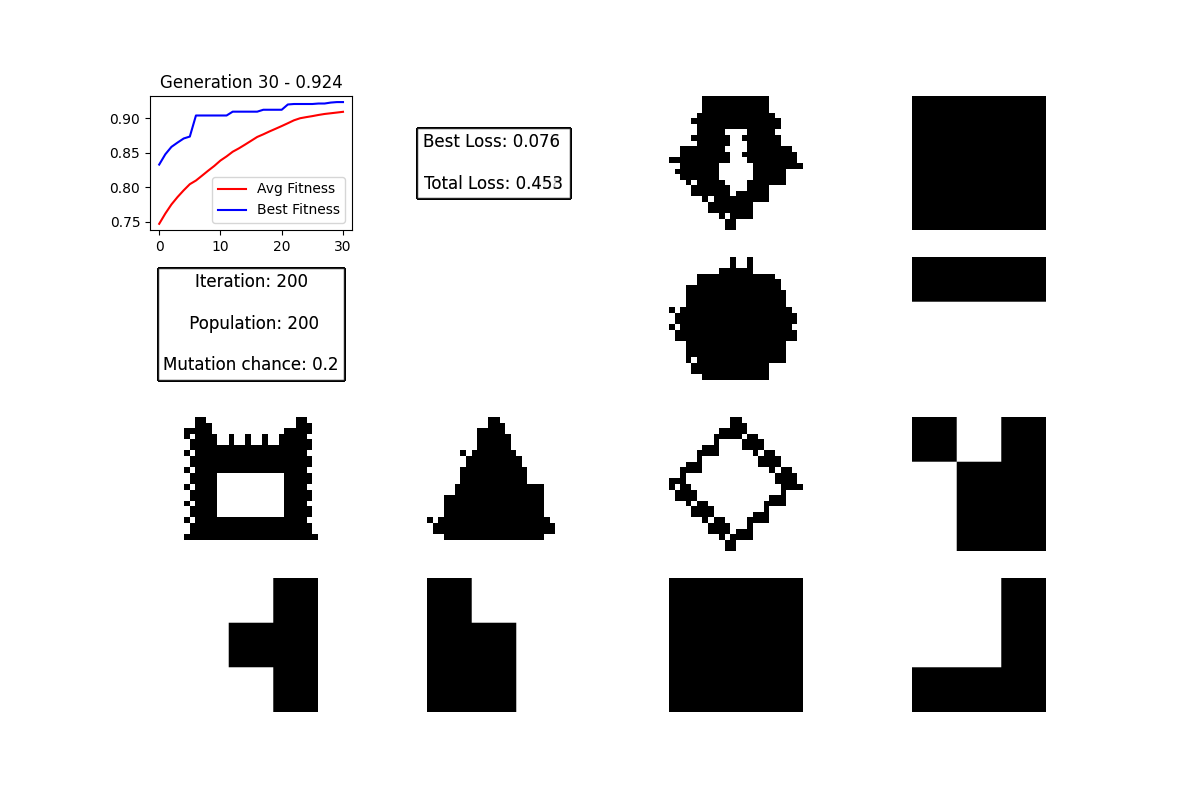 Generation 30 - 0.924
0.90
0.85
0.80
0.75
Avg Fitness
Best Fitness
0 10 20 30
Best Loss: 0.076
Total Loss: 0.453
Iteration: 200
Population: 200
Mutation chance: 0.2